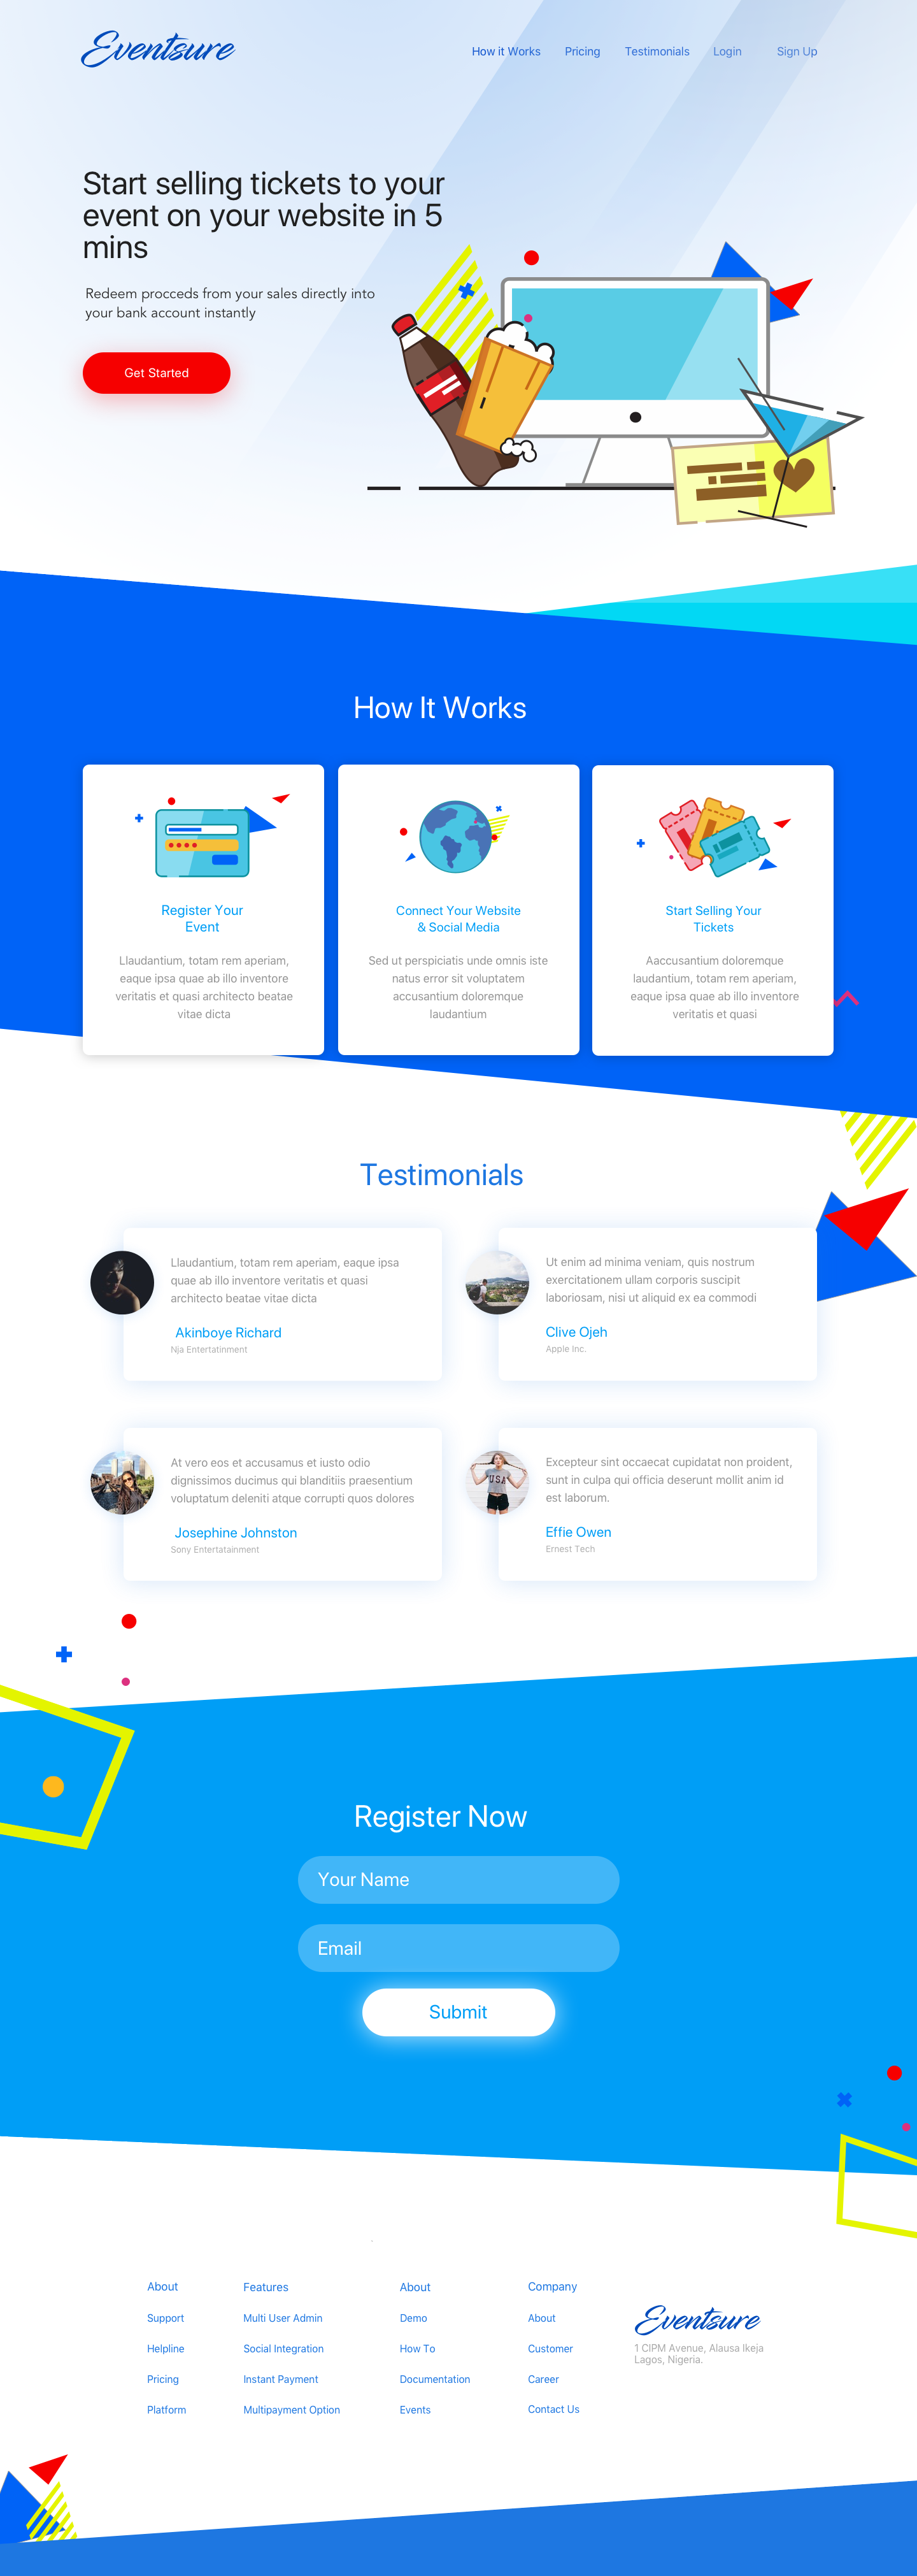 Eventsure
How it Works Pricing Testimonials Login Sign Up
Start selling tickets to your
event on your website in 5
mins
Redeem procceds from your sales directly into
your bank account instantly
Get Started
How It Works
Register Your
Event
Llaudantium, totam rem aperiam,
eaque ipsa quae ab illo inventore
veritatis et quasi architecto beatae
vitae dicta
Connect Your Website
& Social Media
Sed ut perspiciatis unde omnis iste
natus error sit voluptatem
accusantium doloremque
laudantium
Start Selling Your
Tickets
Aaccusantium doloremque
laudantium, totam rem aperiam,
eaque ipsa quae ab illo inventore
veritatis et quasi
Testimonials
Llaudantium, totam rem aperiam, eaque ipsa
quae ab illo inventore veritatis et quasi
architecto beatae vitae dicta
Akinboye Richard
Nja Entertatinment
Ut enim ad minima veniam, quis nostrum
exercitationem ullam corporis suscipit
laboriosam, nisi ut aliquid ex ea commodi
Clive Ojeh
Apple Inc.
At vero eos et accusamus et iusto odio
dignissimos ducimus qui blanditiis praesentium
voluptatum deleniti atque corrupti quos dolores
Josephine Johnston
Sony Entertatainment
USA
Excepteur sint occaecat cupidatat non proident,
sunt in culpa qui officia deserunt mollit anim id
est laborum.
Effie Owen
Ernest Tech
Register Now
Your Name
Email
Submit
About
Support
Helpline
Pricing
Platform
Features
Multi User Admin
Social Integration
Instant Payment
Multipayment Option
About
Demo
How To
Documentation
Events
Company
About
Customer
Career
Contact Us
Eventsure
1 CIPM Avenue, Alausa Ikeja
Lagos, Nigeria.